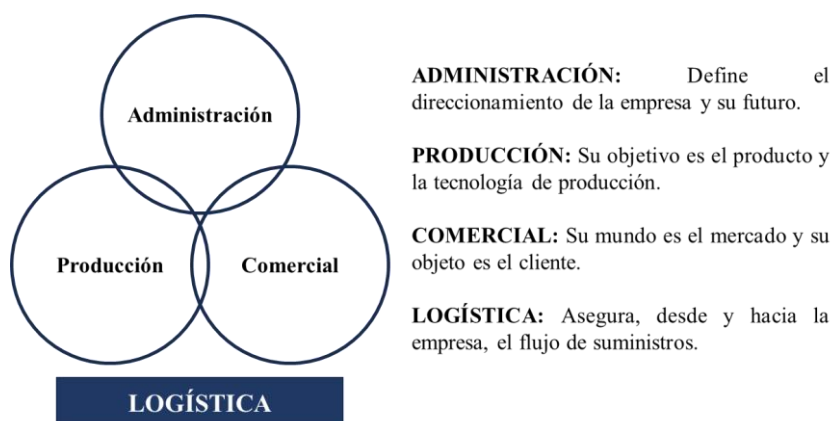 Administración
Producción
Comercial
LOGÍSTICA
ADMINISTRACIÓN: Define el
direccionamiento de la empresa y su futuro.
PRODUCCIÓN: Su objetivo es el producto y
la tecnología de producción.
COMERCIAL: Su mundo es el mercado y su
objeto es el cliente.
LOGÍSTICA: Asegura, desde y hacia la
empresa, el flujo de suministros.